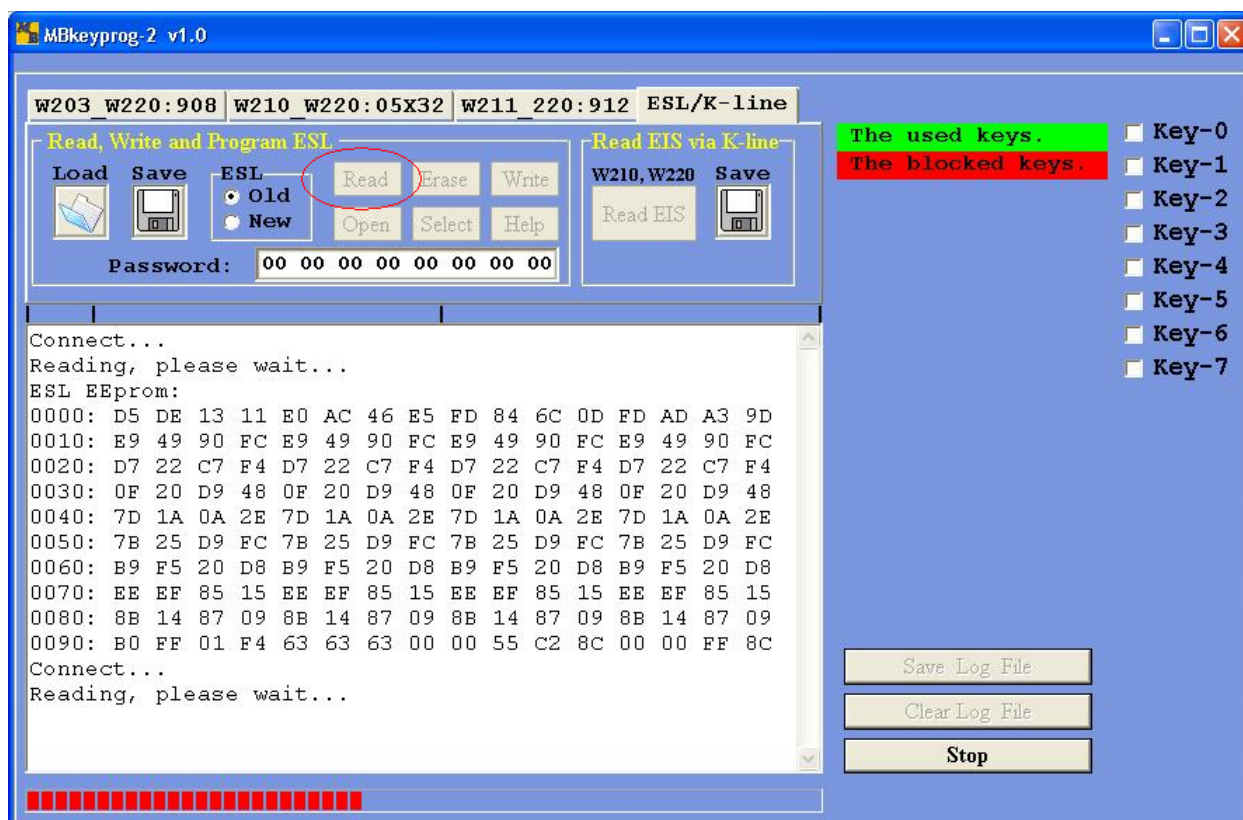 MBkeyprog-2 v1.0
W203_W220:908 W210_W220:05X32 W211_220:912 ESL/K-line
Read, Write and Program ESL
Load Save ESL
Old
New
Read Erase Write
Open Select Help
Password: 00 00 00 00 00 00 00 00
Read EIS via K-line
W210, W220 Save
Read EIS
The used keys.
The blocked keys.
Key-0
Key-1
Key-2
Key-3
Key-4
Key-5
Key-6
Key-7
Connect...
Reading, please wait...
ESL EEprom:
0000: D5 DE 13 11 E0 AC 46 E5 FD 84 6C 0D FD AD A3 9D
0010: E9 49 90 FC E9 49 90 FC E9 49 90 FC E9 49 90 FC
0020: D7 22 C7 F4 D7 22 C7 F4 D7 22 C7 F4 D7 22 C7 F4
0030: 0F 20 D9 48 0F 20 D9 48 0F 20 D9 48 0F 20 D9 48
0040: 7D 1A 0A 2E 7D 1A 0A 2E 7D 1A 0A 2E 7D 1A 0A 2E
0050: 7B 25 D9 FC 7B 25 D9 FC 7B 25 D9 FC 7B 25 D9 FC
0060: B9 F5 20 D8 B9 F5 20 D8 B9 F5 20 D8 B9 F5 20 D8
0070: EE EF 85 15 EE EF 85 15 EE EF 85 15 EE EF 85 15
0080: 8B 14 87 09 8B 14 87 09 8B 14 87 09 8B 14 87 09
0090: B0 FF 01 F4 63 63 63 00 00 55 C2 8C 00 00 FF 8C
Connect...
Reading, please wait...
Save Log File
Clear Log File
Stop